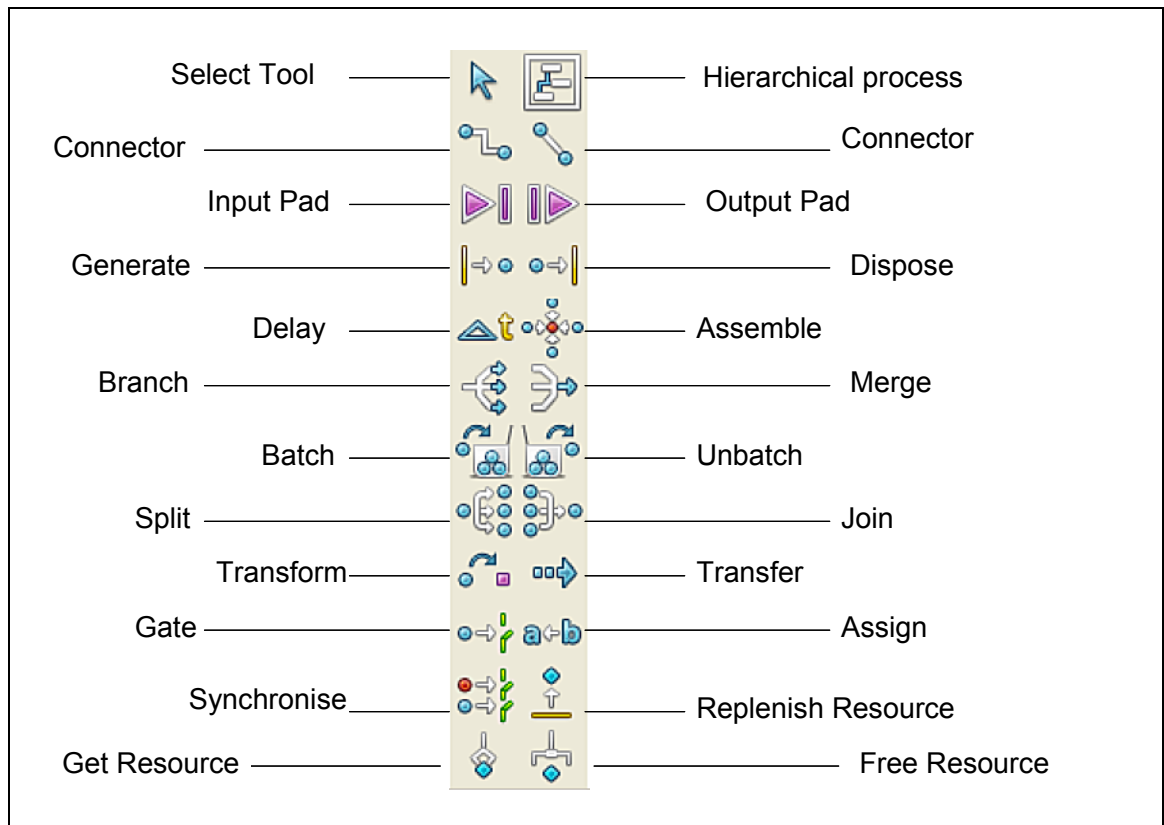 Select Tool Hierarchical process
Connector Connector
Input Pad Output Pad
Generate Dispose
Delay t Assemble
Branch Merge
Batch Unbatch
Split Join
Transform Transfer
Gate a b Assign
Synchronise Replenish Resource
Get Resource Free Resource